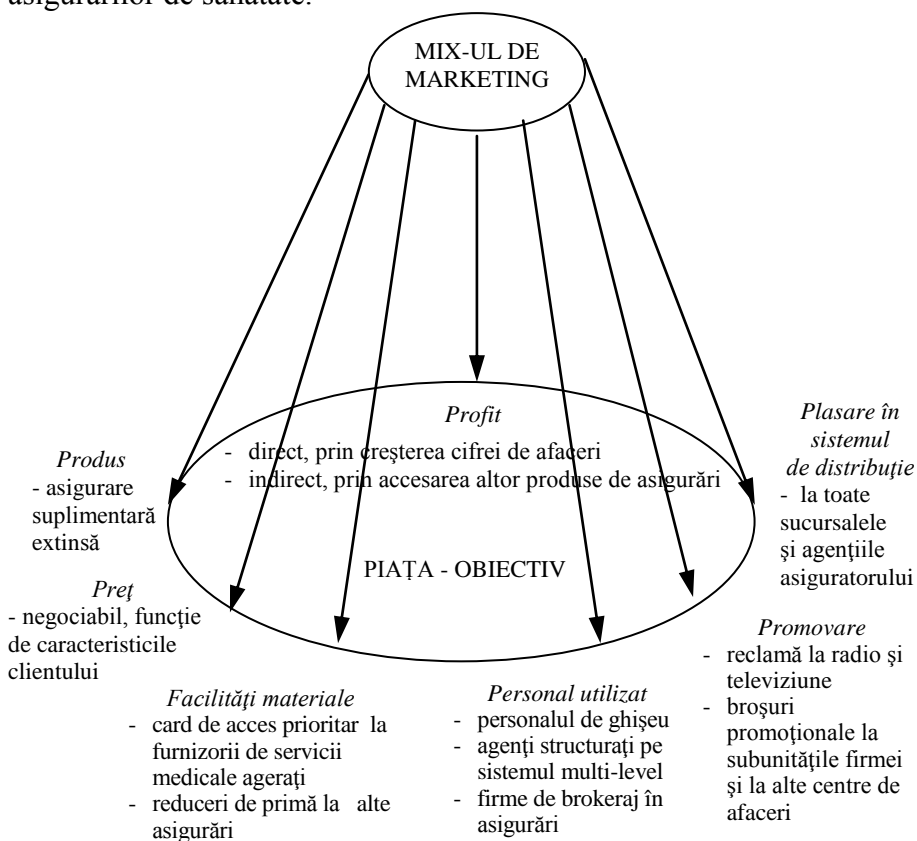 asigurărilor de sănătate.
MIX-UL DE
MARKETING
Profit
- direct, prin creşterea cifrei de afaceri
- indirect, prin accesarea altor produse de asigurări
Plasare în
sistemul
de distribuţie
- la toate
sucursalele
şi agenţiile
asiguratorului
Produs
- asigurare
suplimentară
extinsă
PIAŢA - OBIECTIV
Preţ
- negociabil, funcţie
de caracteristicile
clientului
Facilităţi materiale
- card de acces prioritar la
furnizorii de servicii
medicale ageraţi
- reduceri de primă la alte
asigurări
Personal utilizat
- personalul de ghişeu
- agenţi structuraţi pe
sistemul multi-level
- firme de brokeraj în
asigurări
Promovare
- reclamă la radio şi
televiziune
- broşuri
promoţionale la
subunităţile firmei
şi la alte centre de
afaceri